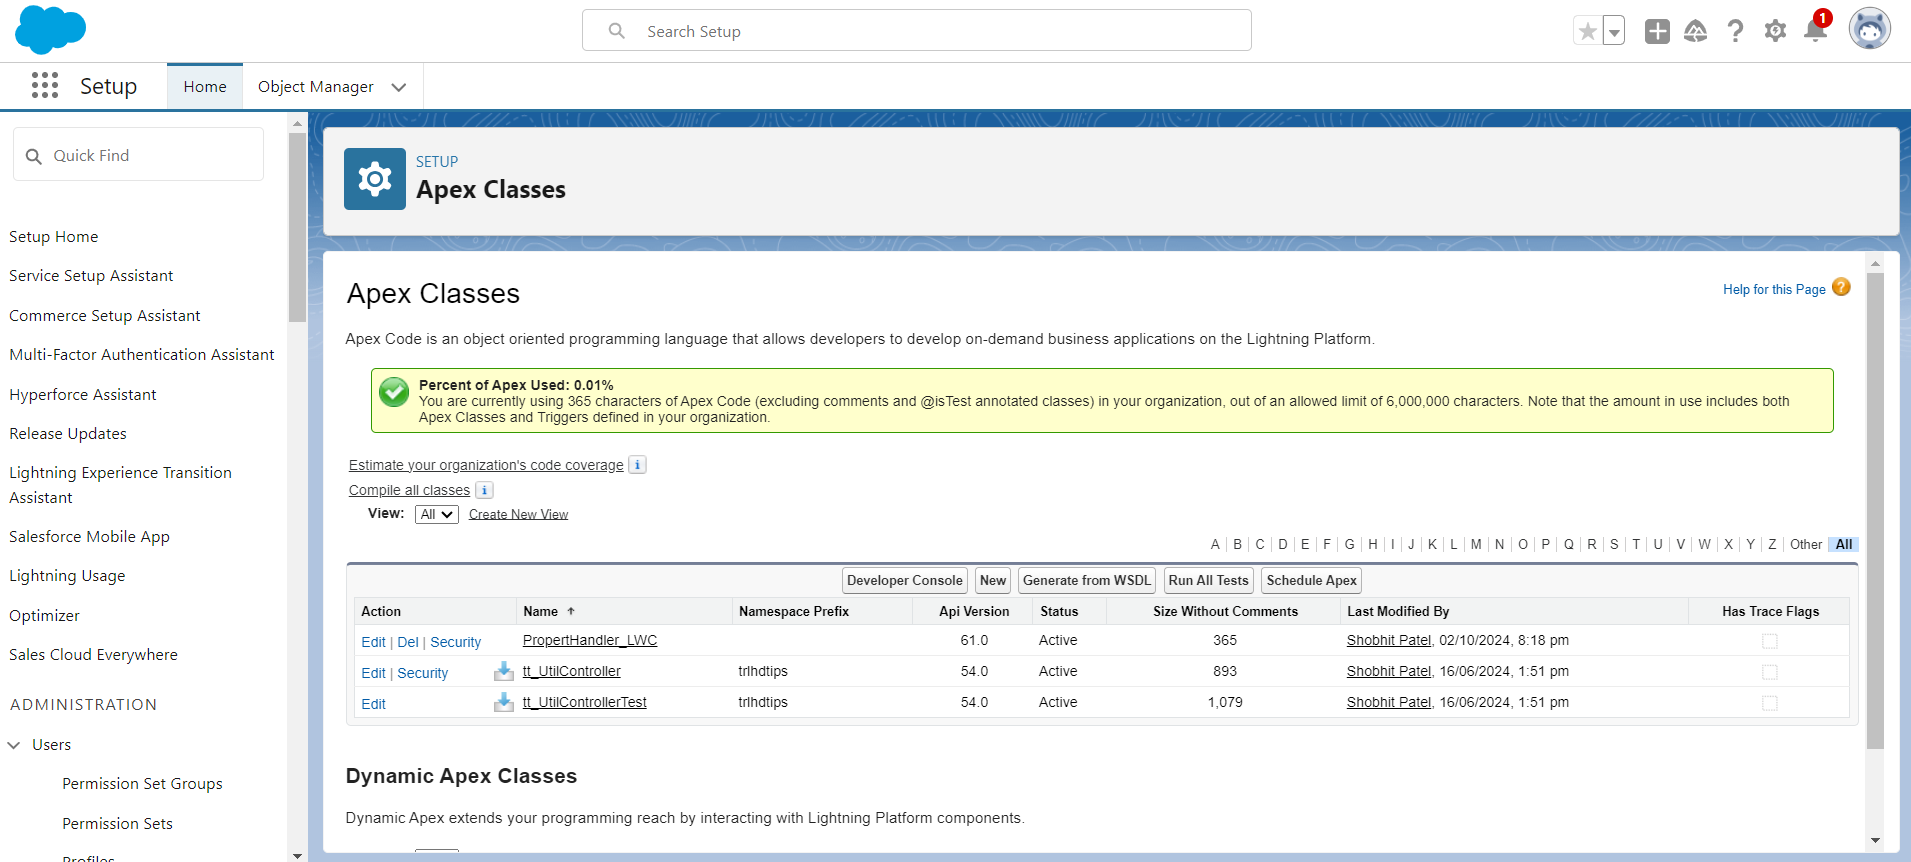 Search Setup
1
Setup
Home
Object Manager
Quick Find
Setup Home
Service Setup Assistant
Commerce Setup Assistant
Multi-Factor Authentication Assistant
Hyperforce Assistant
Release Updates
Lightning Experience Transition
Assistant
Salesforce Mobile App
Lightning Usage
Optimizer
Sales Cloud Everywhere
ADMINISTRATION
Users
Permission Set Groups
Permission Sets
Profiles
SETUP
Apex Classes
Apex Classes
Help for this Page ?
Apex Code is an object oriented programming language that allows developers to develop on-demand business applications on the Lightning Platform.
Percent of Apex Used: 0.01%
You are currently using 365 characters of Apex Code (excluding comments and @isTest annotated classes) in your organization, out of an allowed limit of 6,000,000 characters. Note that the amount in use includes both
Apex Classes and Triggers defined in your organization.
Estimate your organization's code coverage i
Compile all classes i
View: All Create New View
A | B | C | D | E | F | G | H | I | J | K | L | M | N | O | P | Q | R | S | T | U | V | W | X | Y | Z | Other All
Developer Console New Generate from WSDL Run All Tests Schedule Apex
Action Name ↑ Namespace Prefix Api Version Status Size Without Comments Last Modified By Has Trace Flags
Edit | Del | Security PropertHandler_LWC 61.0 Active 365 Shobhit Patel, 02/10/2024, 8:18 pm
Edit | Security tt_UtilController trlhdtips 54.0 Active 893 Shobhit Patel, 16/06/2024, 1:51 pm
Edit tt_UtilControllerTest trlhdtips 54.0 Active 1,079 Shobhit Patel, 16/06/2024, 1:51 pm
Dynamic Apex Classes
Dynamic Apex extends your programming reach by interacting with Lightning Platform components.